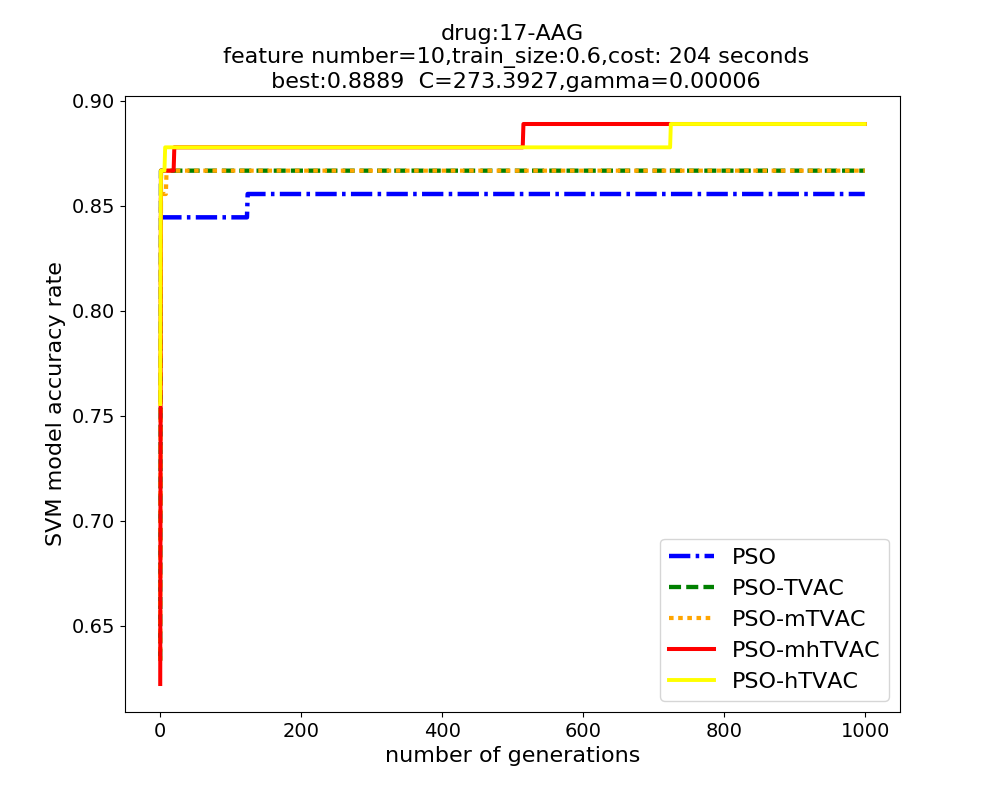 drug:17-AAG
feature number=10,train_size:0.6,cost: 204 seconds
best:0.8889  C=273.3927,gamma=0.00006
0.90
0.85
0.80
0.75
0.70
0.65
SVM model accuracy rate
PSO
PSO-TVAC
PSO-mTVAC
PSO-mhTVAC
PSO-hTVAC
0 200 400 600 800 1000
number of generations